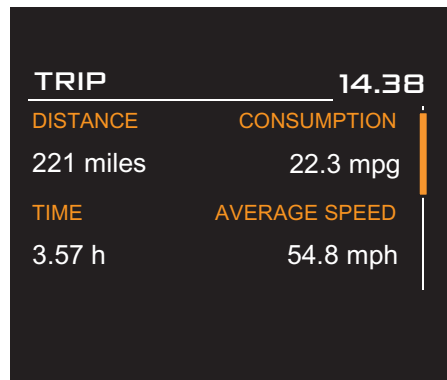 TRIP 14.38
DISTANCE CONSUMPTION
221 miles 22.3 mpg
TIME AVERAGE SPEED
3.57 h 54.8 mph